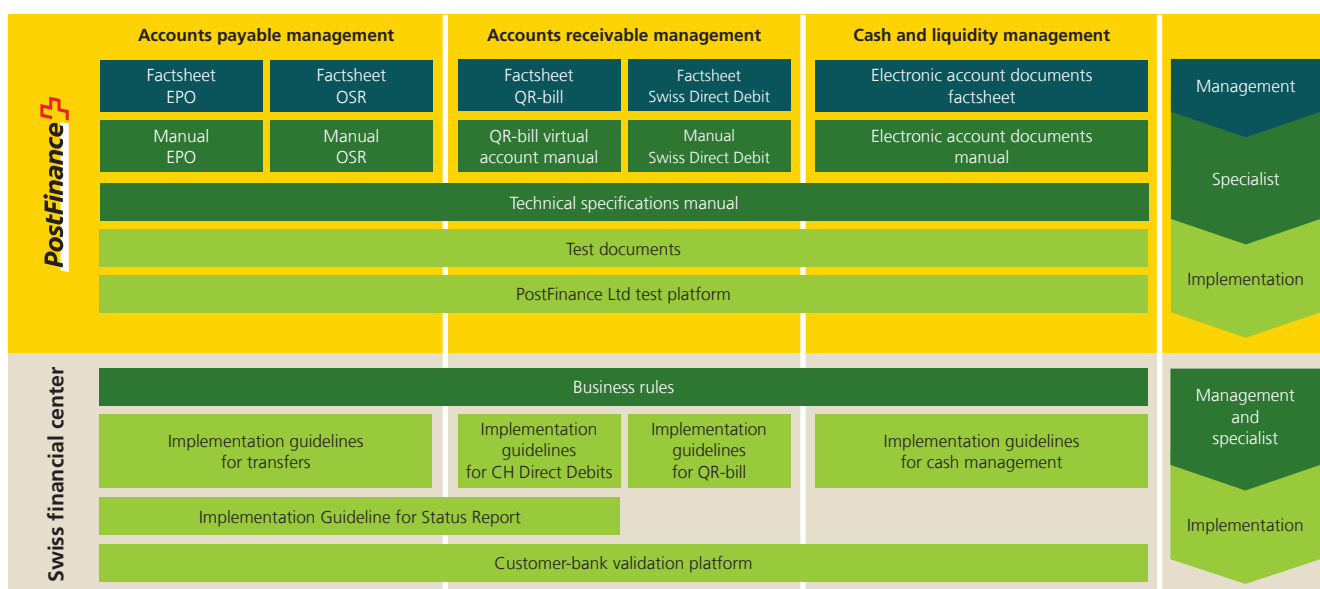 Accounts payable management
Accounts receivable management
Cash and liquidity management
PostFinance
Factsheet
EPO
Factsheet
OSR
Factsheet
QR-bill
Factsheet
Swiss Direct Debit
Electronic account documents
factsheet
Management
Manual
EPO
Manual
OSR
QR-bill virtual
account manual
Manual
Swiss Direct Debit
Electronic account documents
manual
Specialist
Technical specifications manual
Test documents
PostFinance Ltd test platform
Implementation
Swiss financial center
Business rules
Management
and
specialist
Implementation guidelines
for transfers
Implementation
guidelines
for CH Direct Debits
Implementation
guidelines
for QR-bill
Implementation guidelines
for cash management
Implementation Guideline for Status Report
Implementation
Customer-bank validation platform